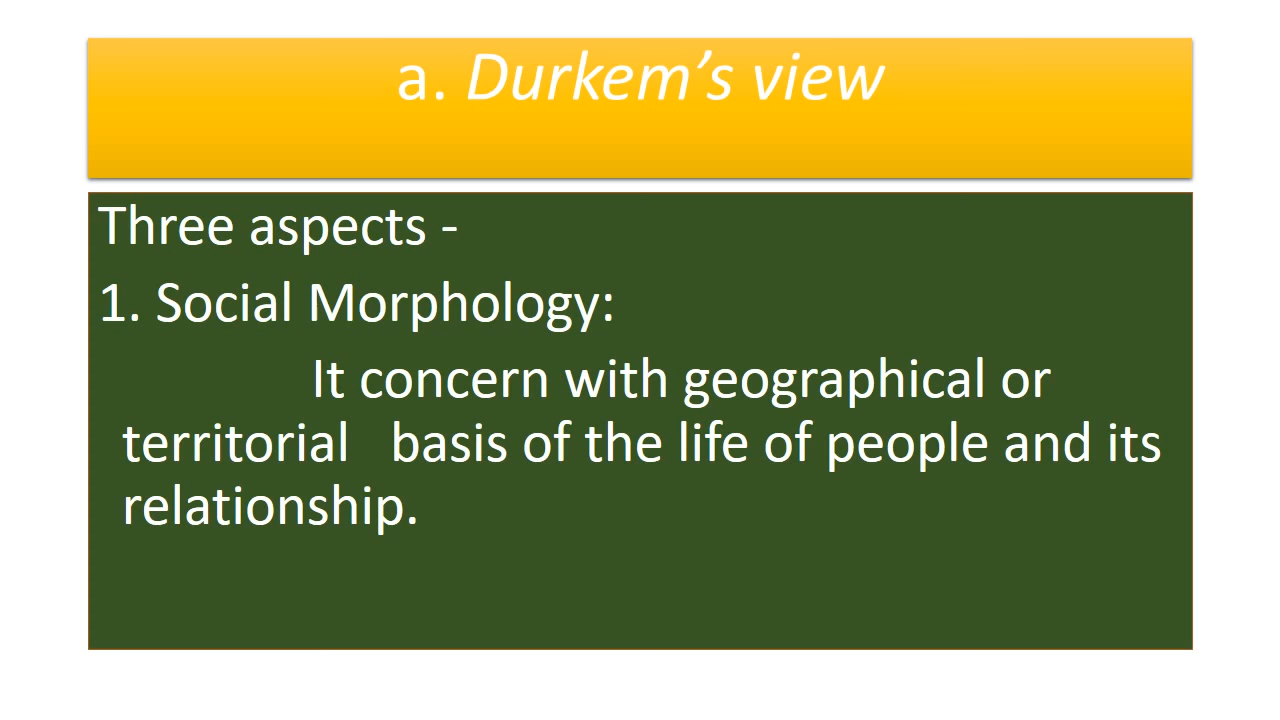 a. Durkem’s view
Three aspects -
1. Social Morphology:
It concern with geographical or
territorial basis of the life of people and its
relationship.